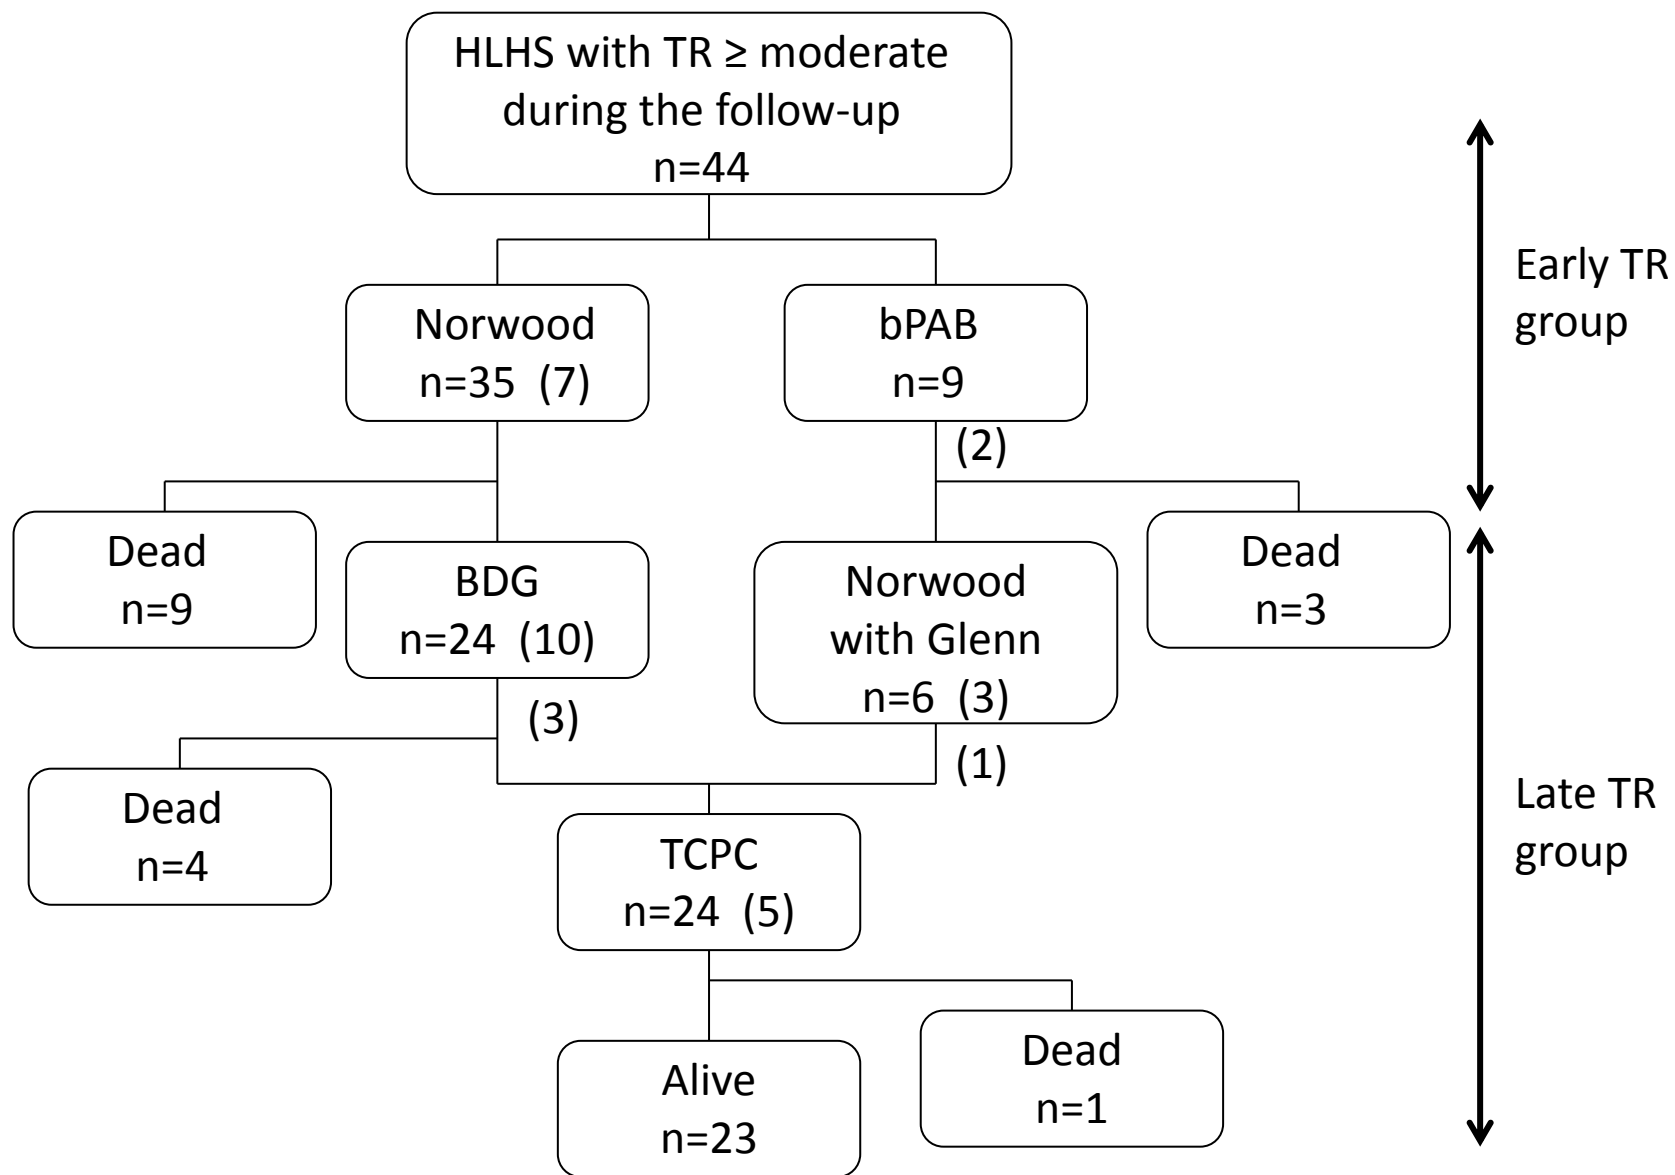 HLHS with TR ≥ moderate
during the follow-up
n=44
Early TR
group
Norwood
n=35 (7)
bPAB
n=9
(2)
Dead
n=9
BDG
n=24 (10)
Norwood
with Glenn
n=6 (3)
Dead
n=3
(3)
(1)
Dead
n=4
TCPC
n=24 (5)
Late TR
group
Alive
n=23
Dead
n=1